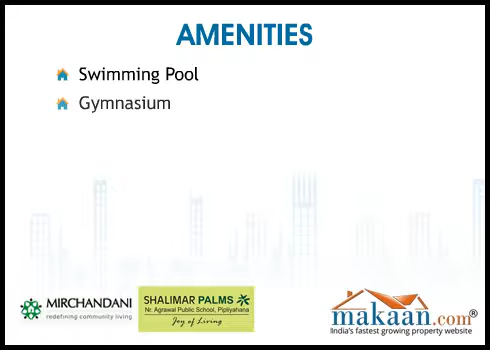 AMENITIES
Swimming Pool
Gymnasium
MIRCHANDANI
redefining community living
SHALIMAR PALMS
Nr. Agrawal Public School, Pipliyahana
Joy of Living
makaan.com®
India's fastest growing property website